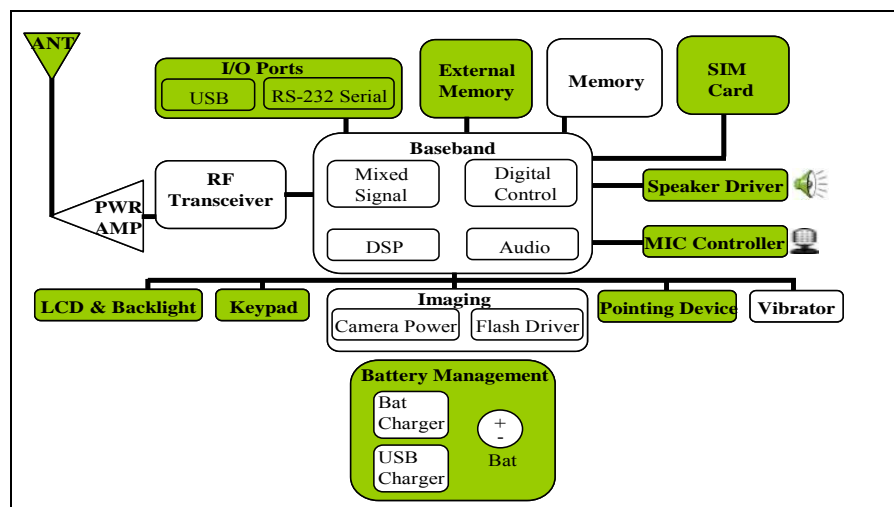 ANT
I/O Ports
USB
RS-232 Serial
External
Memory
Memory
SIM
Card
Baseband
Mixed
Signal
Digital
Control
DSP
Audio
RF
Transceiver
PWR
AMP
Speaker Driver
MIC Controller
LCD & Backlight
Keypad
Imaging
Camera Power
Flash Driver
Pointing Device
Vibrator
Battery Management
Bat
Charger
+
-
Bat
USB
Charger